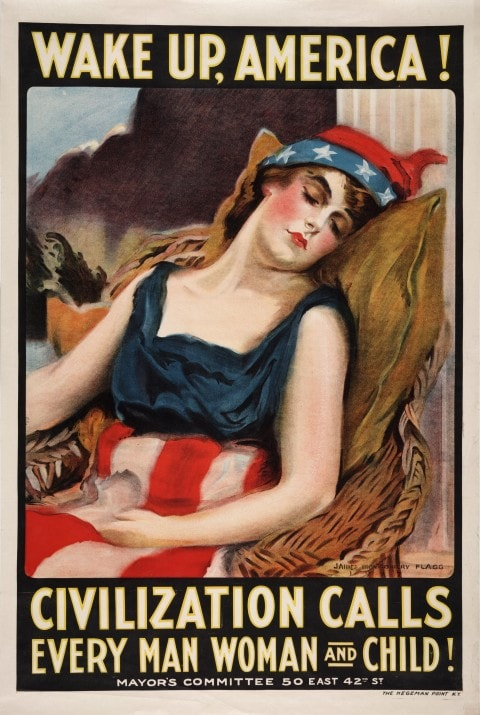 WAKE UP, AMERICA!
JAMES MONTGOMERY FLAGG
CIVILIZATION CALLS
EVERY MAN WOMAN AND CHILD!
MAYOR'S COMMITTEE 50 EAST 42ND ST
THE HEGEMAN PRINT N.Y.